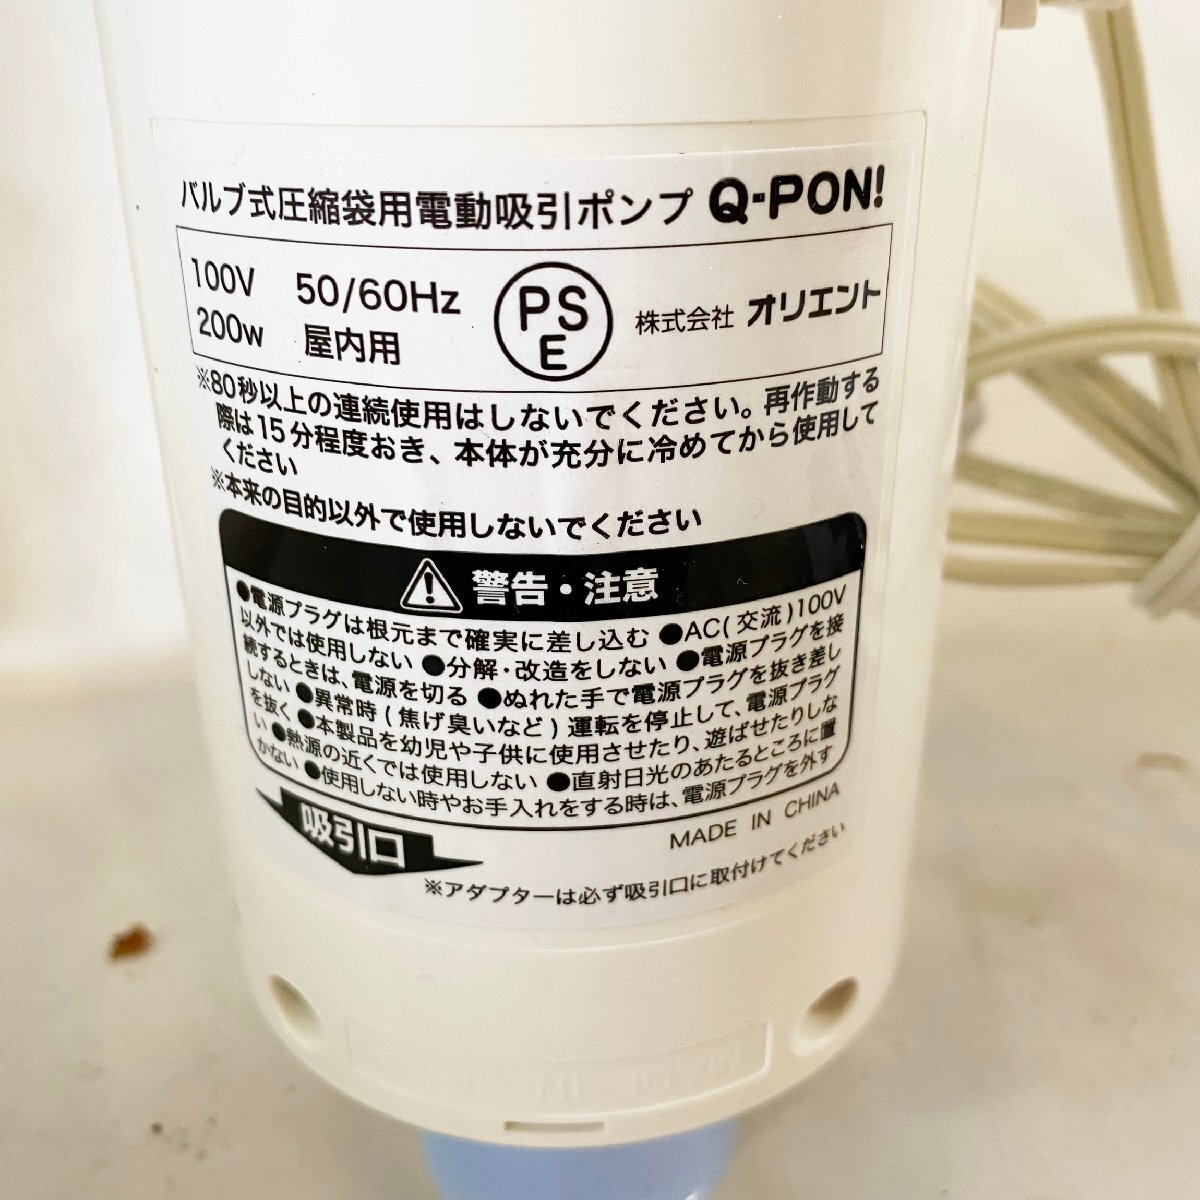 バルブ式圧縮袋用電動吸引ポンプ Q-PON!
100V 50/60Hz
200w 屋内用
PSE
株式会社 オリエント
※80秒以上の連続使用はしないでください。再作動する
際は15分程度おき、本体が充分に冷めてから使用して
ください
※本来の目的以外で使用しないでください
警告・注意
●電源プラグは根元まで確実に差し込む ●AC(交流)100V
以外では使用しない ●分解・改造をしない ●電源プラグを接
続するときは、電源を切る ●ぬれた手で電源プラグを抜き差し
しない ●異常時(焦げ臭いなど)運転を停止して、電源プラグ
を抜く ●本製品を幼児や子供に使用させたり、遊ばせたりしな
い ●熱源の近くでは使用しない ●直射日光のあたるところに置
かない ●使用しない時やお手入れをする時は、電源プラグを外す
吸引口
MADE IN CHINA
※アダプターは必ず吸引口に取付けてください
MADE IN